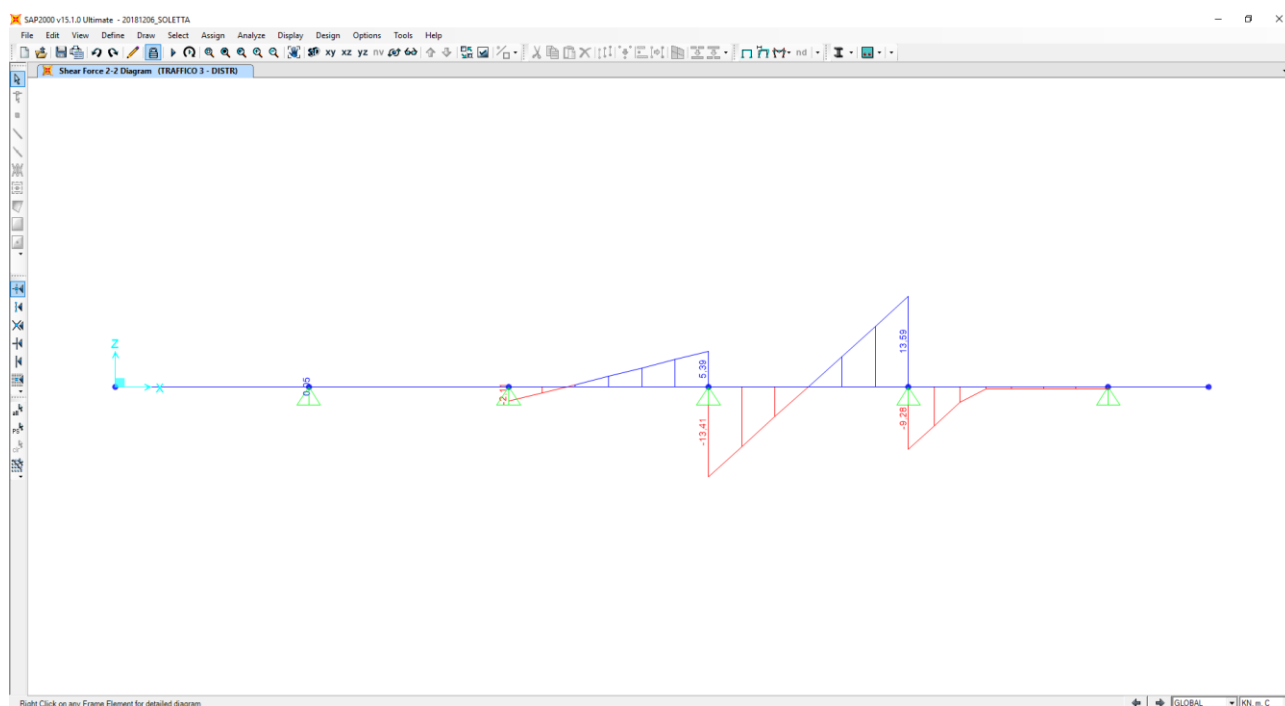 SAP2000 v15.1.0 Ultimate - 20181206_SOLETTA
File Edit View Define Draw Select Assign Analyze Display Design Options Tools Help
xy xz yz nv nd
Shear Force 2-2 Diagram (TRAFFICO 3 - DISTR)
Z
X
-2.11
5.39
-13.41
13.59
-9.28
Right Click on any Frame Element for detailed diagram
GLOBAL KN, m, C